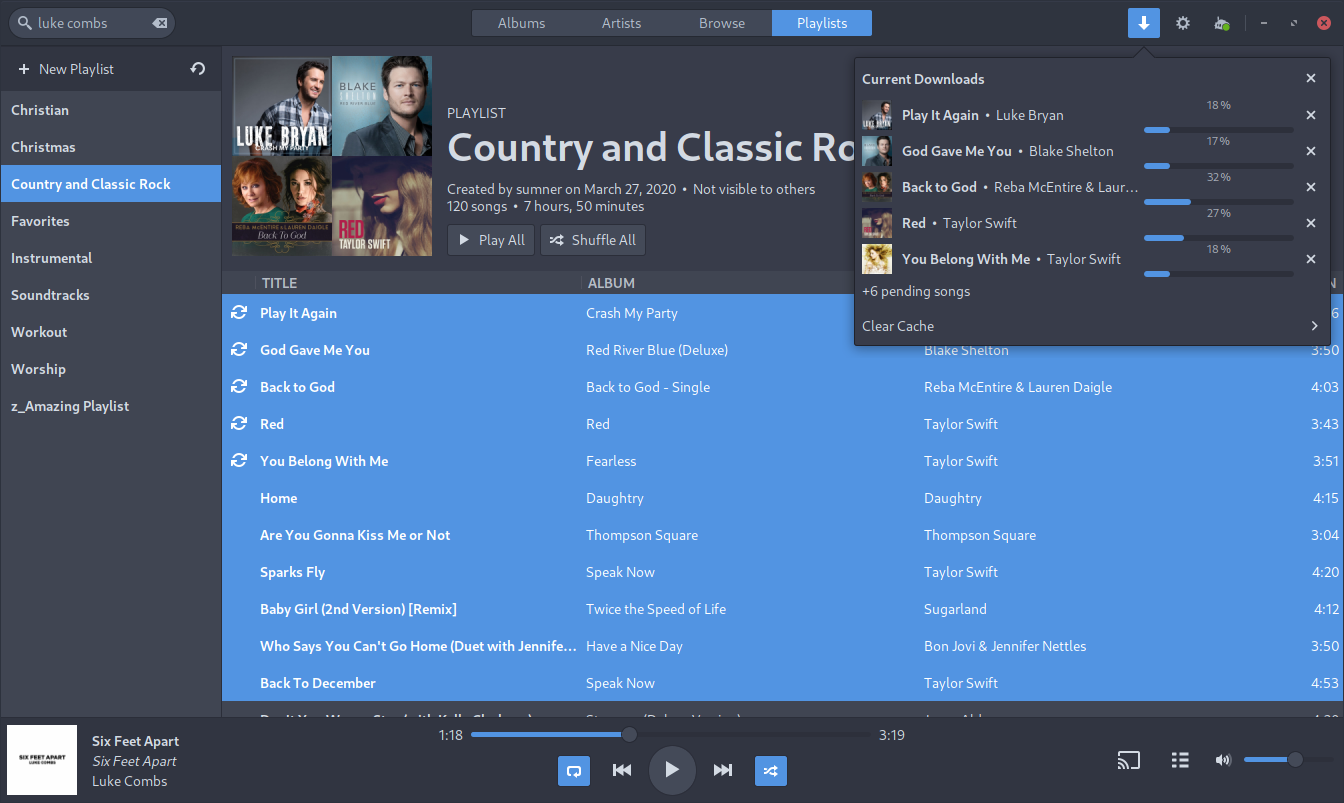 luke combs
Albums Artists Browse Playlists
New Playlist
Christian
Christmas
Country and Classic Rock
Favorites
Instrumental
Soundtracks
Workout
Worship
z_Amazing Playlist
LUKE BRYAN
CRASH MY PARTY
BLAKE SHELTON
RED RIVER BLUE
REBA McENTIRE & LAUREN DAIGLE
Back To God
RED
TAYLOR SWIFT
PLAYLIST
Country and Classic Ro
Created by sumner on March 27, 2020 • Not visible to others
120 songs • 7 hours, 50 minutes
Play All Shuffle All
Current Downloads
Play It Again • Luke Bryan 18%
God Gave Me You • Blake Shelton 17%
Back to God • Reba McEntire & Laur… 32%
Red • Taylor Swift 27%
You Belong With Me • Taylor Swift 18%
+6 pending songs
Clear Cache
TITLE ALBUM N
Play It Again Crash My Party 6
God Gave Me You Red River Blue (Deluxe) Blake Shelton 3:50
Back to God Back to God - Single Reba McEntire & Lauren Daigle 4:03
Red Red Taylor Swift 3:43
You Belong With Me Fearless Taylor Swift 3:51
Home Daughtry Daughtry 4:15
Are You Gonna Kiss Me or Not Thompson Square Thompson Square 3:04
Sparks Fly Speak Now Taylor Swift 4:20
Baby Girl (2nd Version) [Remix] Twice the Speed of Life Sugarland 4:12
Who Says You Can't Go Home (Duet with Jennife… Have a Nice Day Bon Jovi & Jennifer Nettles 3:50
Back To December Speak Now Taylor Swift 4:53
SIX FEET APART
LUKE COMBS
Six Feet Apart
Six Feet Apart
Luke Combs
1:18 3:19